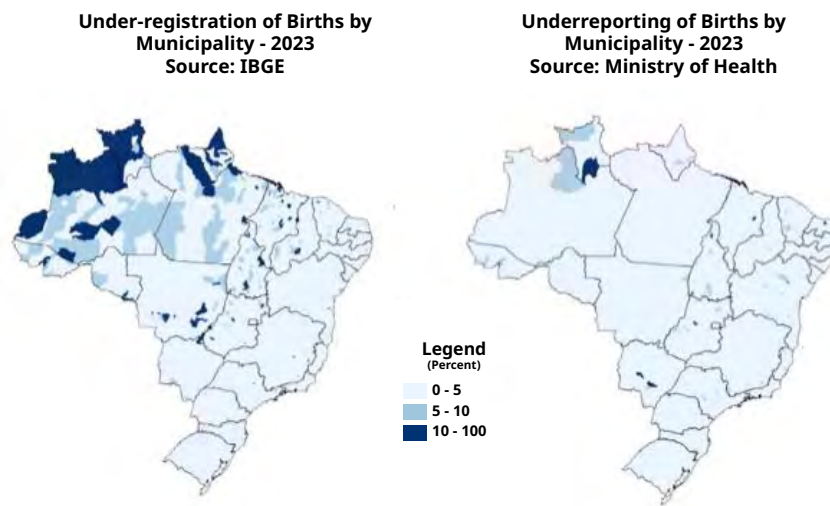 Under-registration of Births by
Municipality - 2023
Source: IBGE
Underreporting of Births by
Municipality - 2023
Source: Ministry of Health
Legend
(Percent)
0 - 5
5 - 10
10 - 100